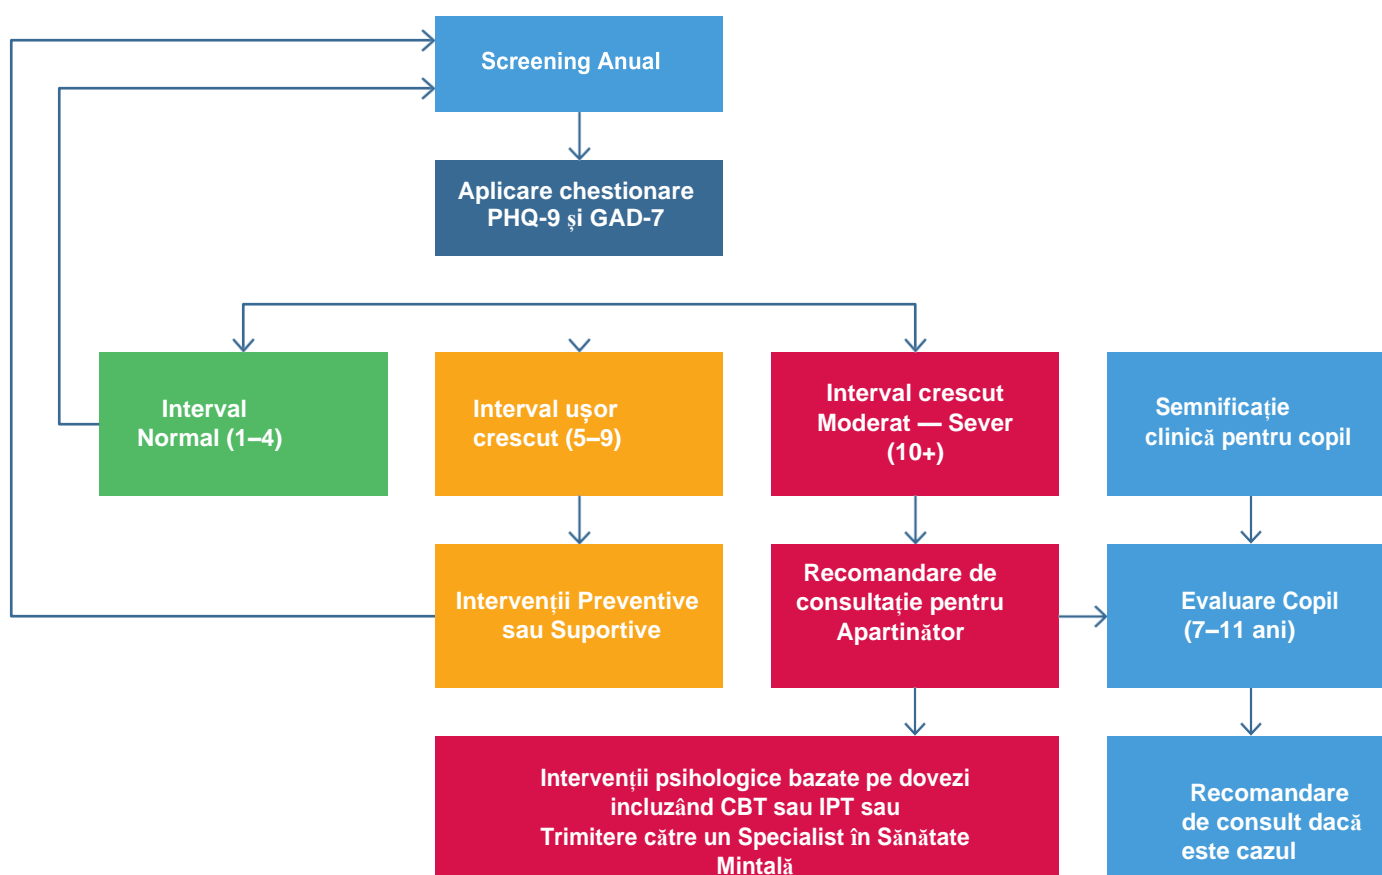 Screening Anual
Aplicare chestionare
PHQ-9 și GAD-7
Interval
Normal (1–4)
Interval ușor
crescut (5–9)
Interval crescut
Moderat — Sever
(10+)
Semnificație
clinică pentru copil
Intervenții Preventive
sau Suportive
Recomandare de
consultație pentru
Apartinător
Evaluare Copil
(7–11 ani)
Intervenții psihologice bazate pe dovezi
incluzând CBT sau IPT sau
Trimitere către un Specialist în Sănătate
Mintală
Recomandare
de consult dacă
este cazul